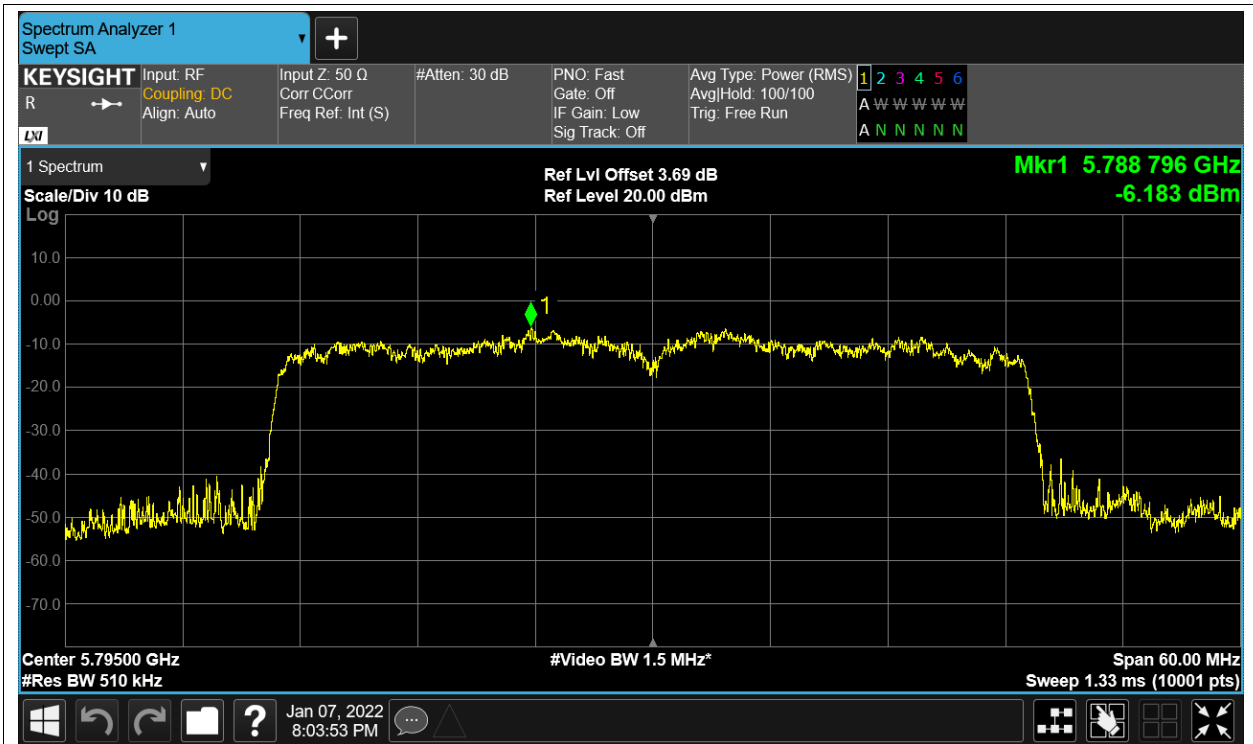 Spectrum Analyzer 1
Swept SA
KEYSIGHT
R
LXI
Input: RF
Coupling: DC
Align: Auto
Input Z: 50 Ω
Corr CCorr
Freq Ref: Int (S)
#Atten: 30 dB
PNO: Fast
Gate: Off
IF Gain: Low
Sig Track: Off
Avg Type: Power (RMS)
Avg|Hold: 100/100
Trig: Free Run
1 2 3 4 5 6
A W W W W W
A N N N N N
1 Spectrum
Scale/Div 10 dB
Log
Ref Lvl Offset 3.69 dB
Ref Level 20.00 dBm
Mkr1 5.788 796 GHz
-6.183 dBm
1
10.0
0.00
-10.0
-20.0
-30.0
-40.0
-50.0
-60.0
-70.0
Center 5.79500 GHz
#Res BW 510 kHz
#Video BW 1.5 MHz*
Span 60.00 MHz
Sweep 1.33 ms (10001 pts)
?
Jan 07, 2022
8:03:53 PM